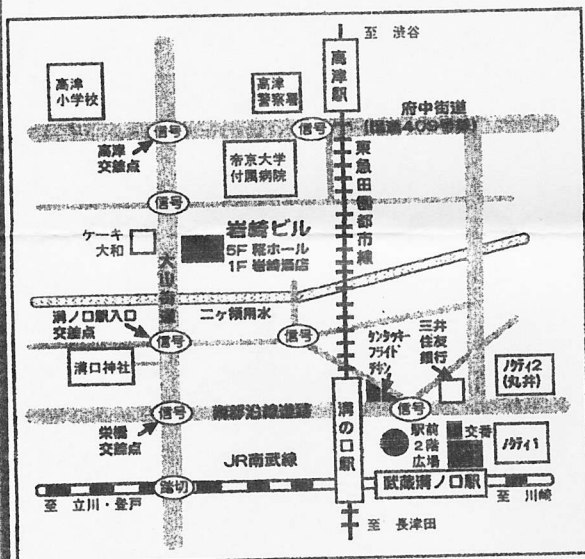 至 渋谷
高津駅
高津
小学校
高津
警察署
府中街道
(国道409号線)
信号
信号
高津
交差点
帝京大学
付属病院
東急田園都市線
信号
ケーキ
大和
大山街道
岩崎ビル
5F 鞄ホール
1F 岩崎酒店
溝ノ口駅入口
交差点
二ヶ領用水
信号
信号
溝口神社
ケンタッキー
フライド
チキン
三井
住友
銀行
ノクティ2
(丸井)
信号
南部沿線道路
信号
栄橋
交差点
溝の口駅
駅前
2階
広場
交番
ノクティ1
JR南武線
踏切
武蔵溝ノ口駅
至 立川・登戸
至 川崎
至 長津田